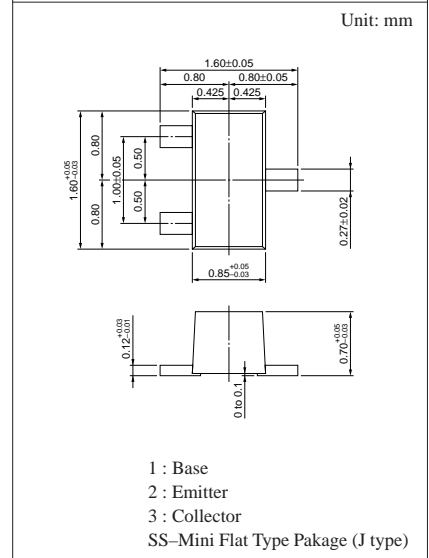 Unit: mm
1.60±0.05
0.80 0.80±0.05
0.425 0.425
1.60+0.05−0.03
0.80
0.80
1.00±0.05
0.50
0.50
0.27±0.02
0.85+0.05−0.03
0.12+0.03−0.01
0 to 0.1
0.70+0.05−0.03
1 : Base
2 : Emitter
3 : Collector
SS–Mini Flat Type Pakage (J type)